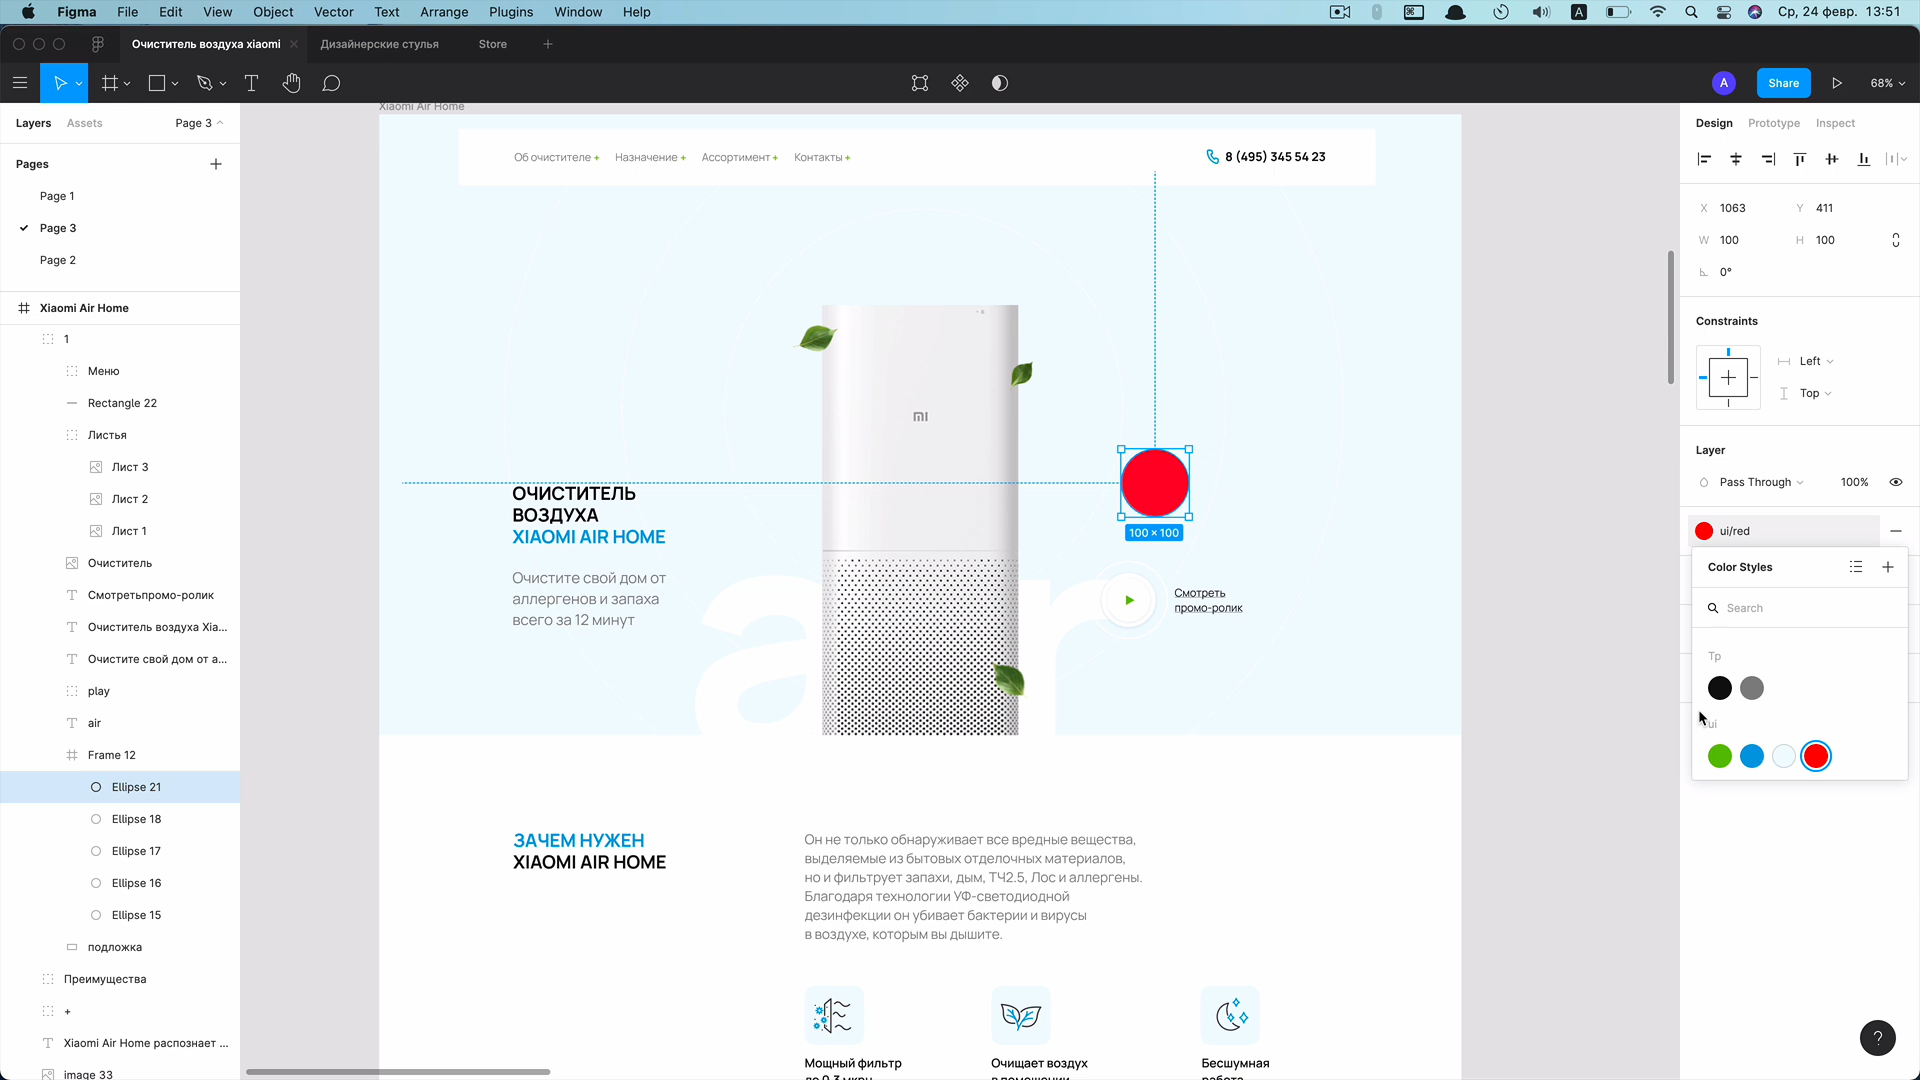 Figma File Edit View Object Vector Text Arrange Plugins Window Help
A
Ср, 24 февр. 13:51
Очиститель воздуха xiaomi
Дизайнерские стулья
Store
A
Share
68%
Layers
Assets
Page 3
Pages
Page 1
Page 3
Page 2
Xiaomi Air Home
1
Меню
Rectangle 22
Листья
Лист 3
Лист 2
Лист 1
Очиститель
Смотретьпромо-ролик
Очиститель воздуха Xia...
Очистите свой дом от а...
play
air
Frame 12
Ellipse 21
Ellipse 18
Ellipse 17
Ellipse 16
Ellipse 15
подложка
Преимущества
+
Xiaomi Air Home распознает ...
image 33
Xiaomi Air Home
Об очистителе +
Назначение +
Ассортимент +
Контакты +
8 (495) 345 54 23
mi
ОЧИСТИТЕЛЬ
ВОЗДУХА
XIAOMI AIR HOME
Очистите свой дом от
аллергенов и запаха
всего за 12 минут
air
100 × 100
Смотреть
промо-ролик
ЗАЧЕМ НУЖЕН
XIAOMI AIR HOME
Он не только обнаруживает все вредные вещества,
выделяемые из бытовых отделочных материалов,
но и фильтрует запахи, дым, ТЧ2.5, Лос и аллергены.
Благодаря технологии УФ-светодиодной
дезинфекции он убивает бактерии и вирусы
в воздухе, которым вы дышите.
Мощный фильтр
до 0,3 мкрн
Очищает воздух
в помещении
Бесшумная
работа
Design
Prototype
Inspect
X 1063
Y 411
W 100
H 100
0°
Constraints
Left
Top
Layer
Pass Through
100%
ui/red
Color Styles
Search
Tp
ui
?